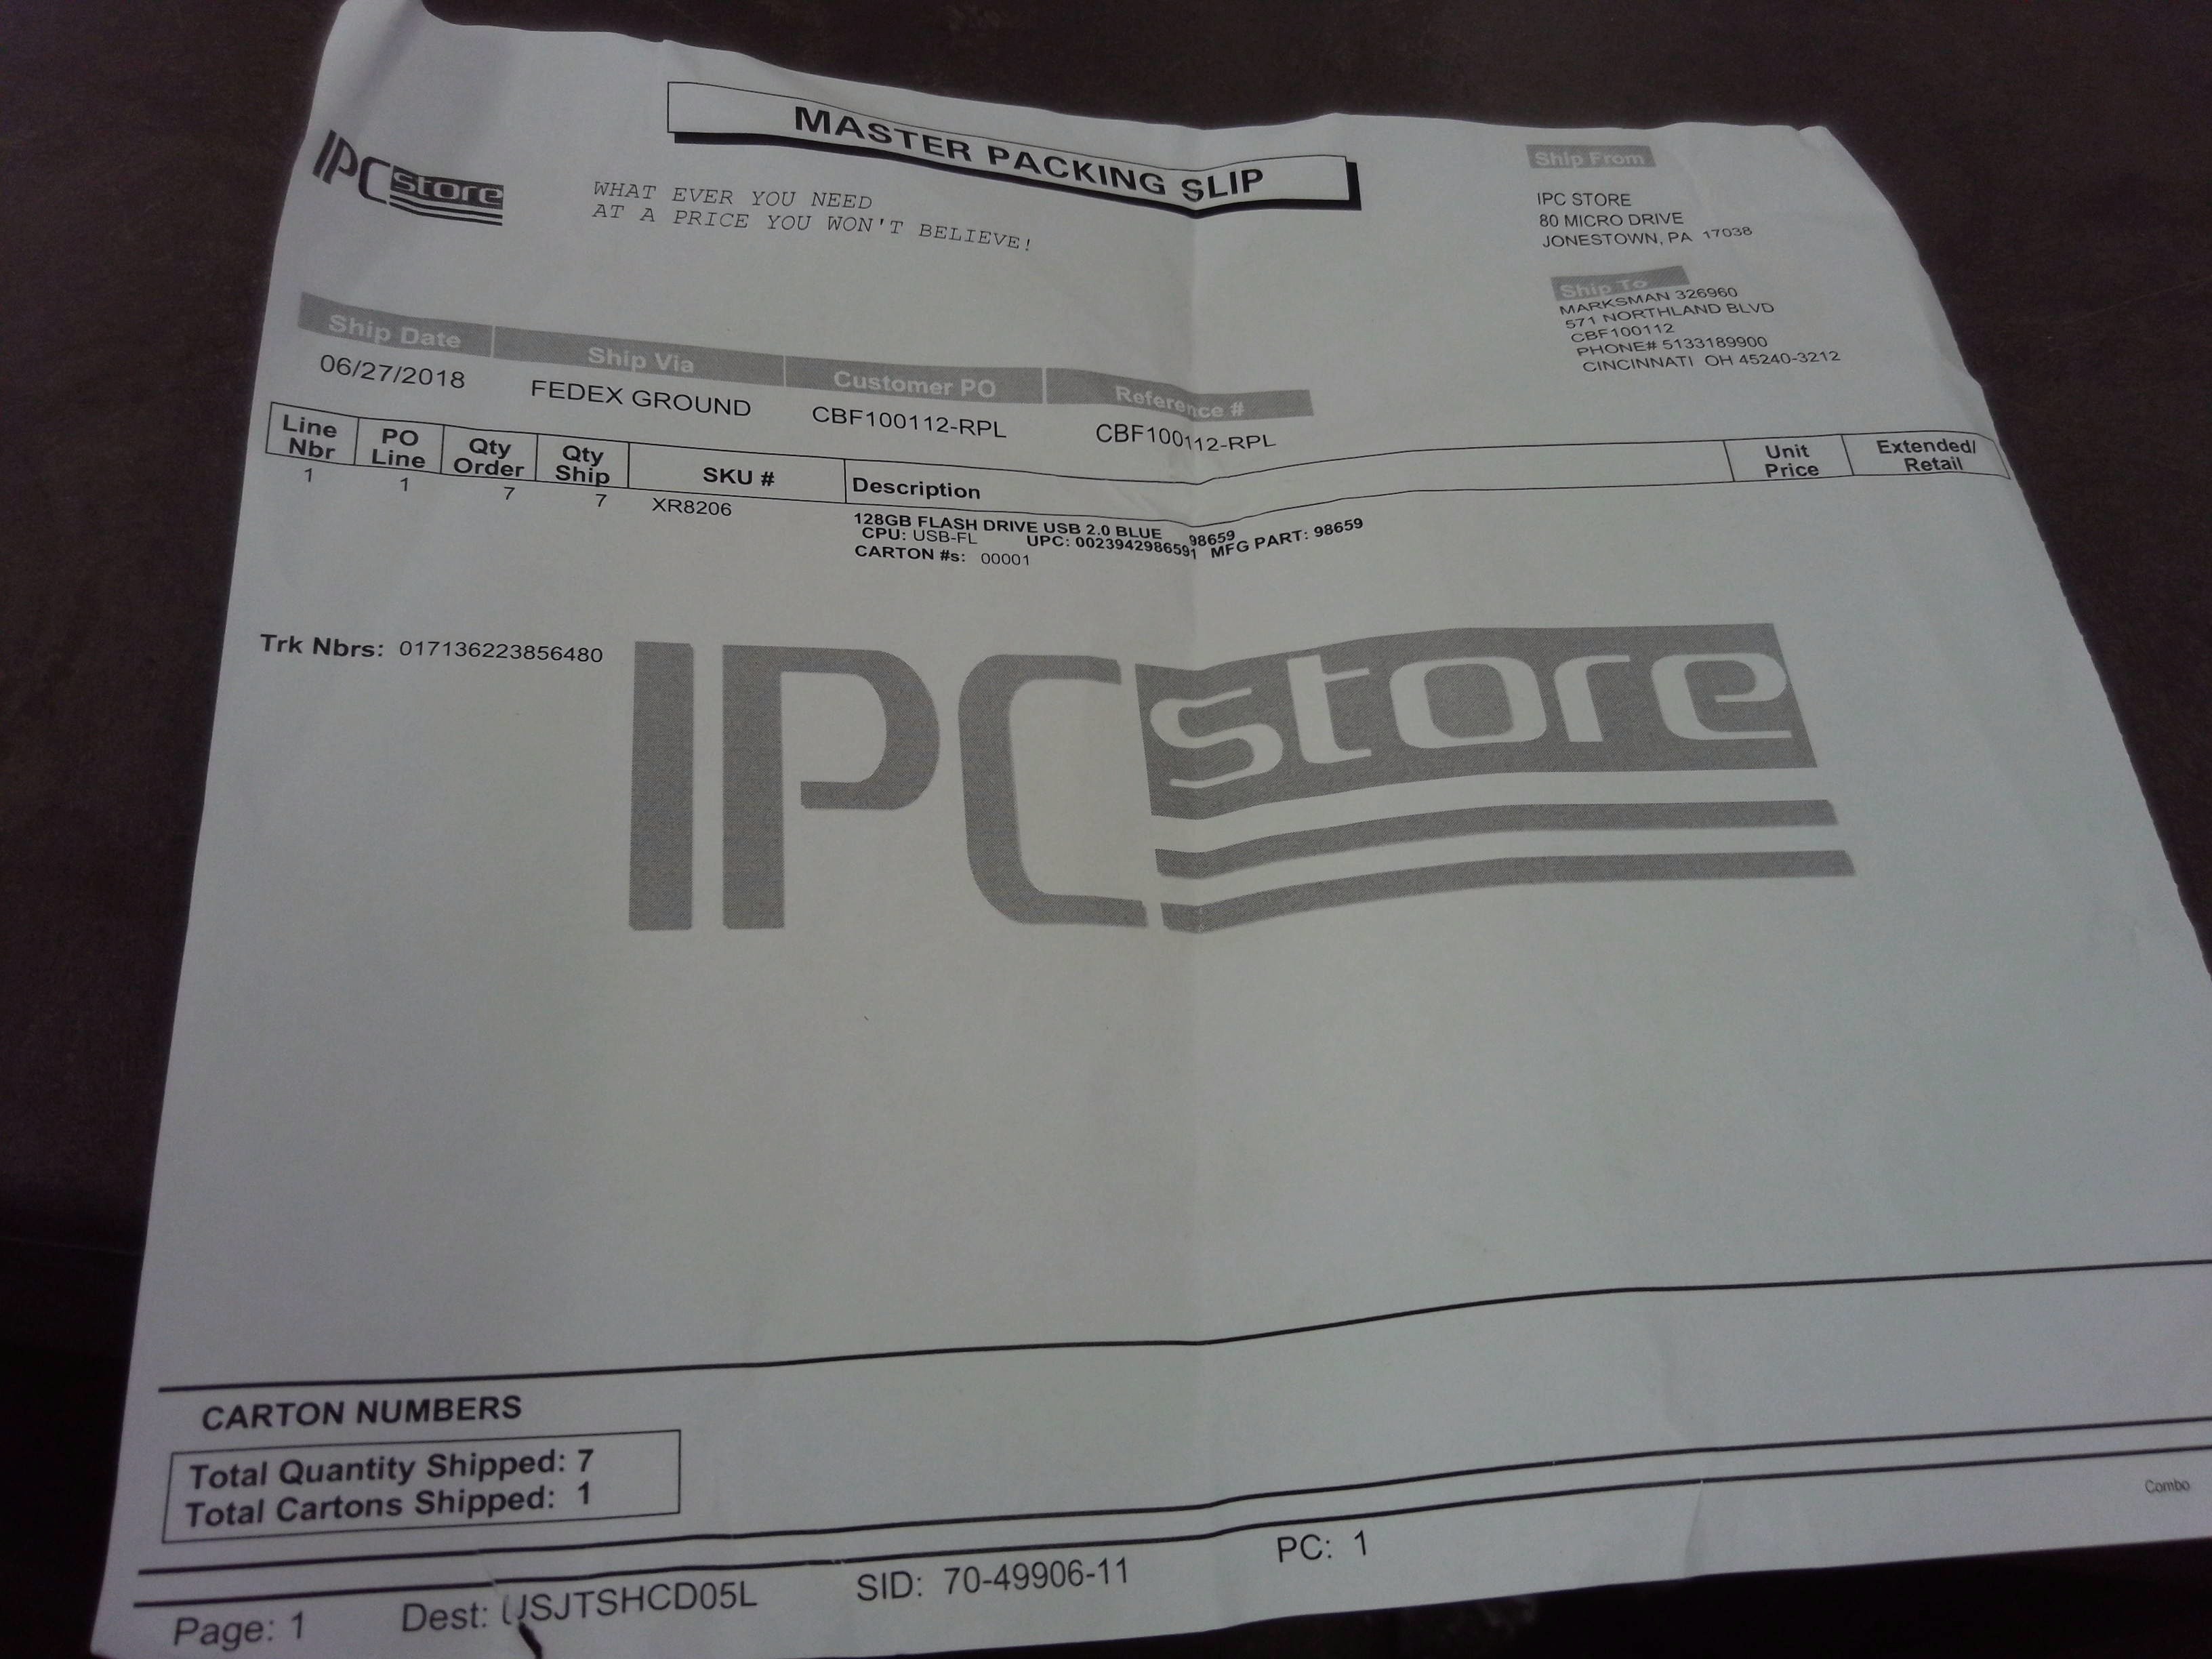 MASTER PACKING SLIP
IPC store
WHAT EVER YOU NEED
AT A PRICE YOU WON'T BELIEVE!
Ship From
IPC STORE
80 MICRO DRIVE
JONESTOWN, PA 17038
Ship To
MARKSMAN 326960
571 NORTHLAND BLVD
CBF100112
PHONE# 5133189900
CINCINNATI OH 45240-3212
Ship Date Ship Via Customer PO Reference #
06/27/2018 FEDEX GROUND CBF100112-RPL CBF100112-RPL
Line Nbr PO Line Qty Order Qty Ship SKU # Description Unit Price Extended/ Retail
1 1 7 7 XR8206
128GB FLASH DRIVE USB 2.0 BLUE 98659
CPU: USB-FL UPC: 0023942986591 MFG PART: 98659
CARTON #s: 00001
Trk Nbrs: 017136223856480
IPC store
CARTON NUMBERS
Total Quantity Shipped: 7
Total Cartons Shipped: 1
Combo
Page: 1 Dest: USJTSHCD05L SID: 70-49906-11 PC: 1